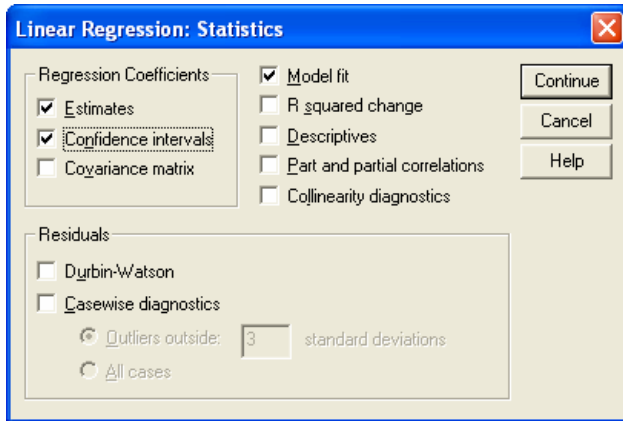 Linear Regression: Statistics
Regression Coefficients
Estimates
Confidence intervals
Covariance matrix
Model fit
R squared change
Descriptives
Part and partial correlations
Collinearity diagnostics
Continue
Cancel
Help
Residuals
Durbin-Watson
Casewise diagnostics
Outliers outside: 3 standard deviations
All cases